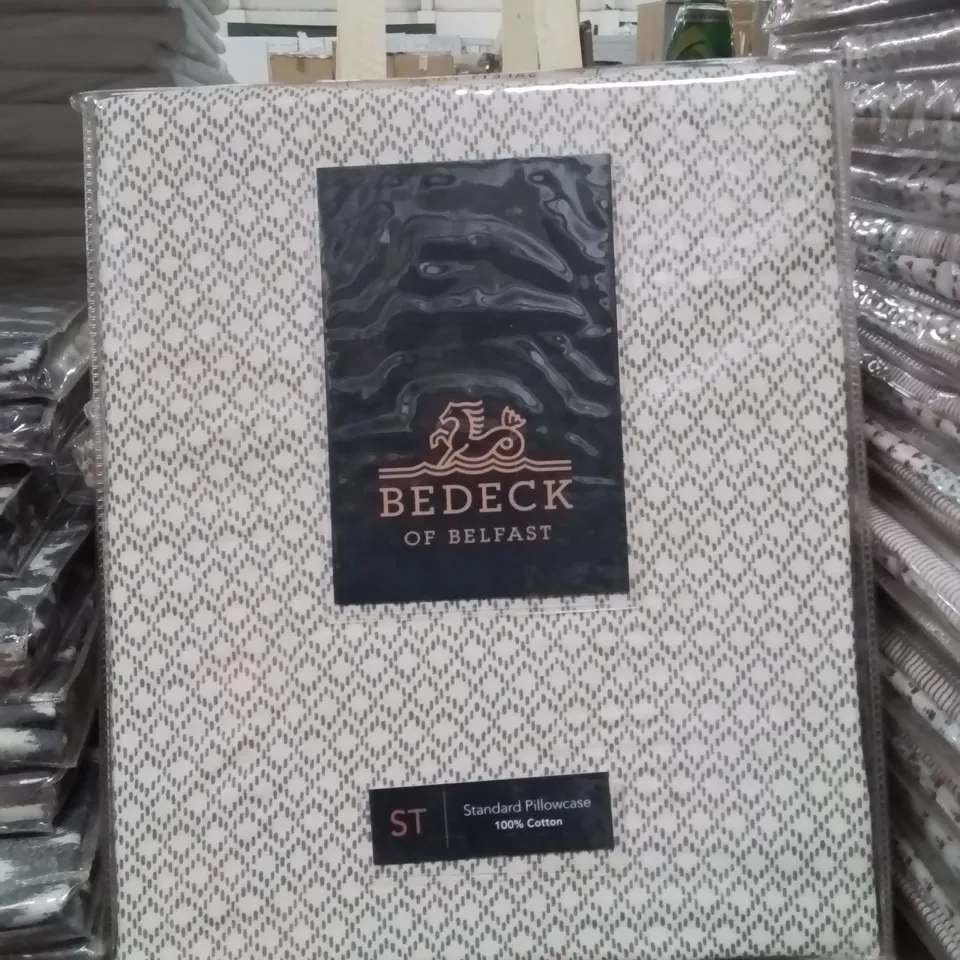 BEDECK
OF BELFAST
ST
Standard Pillowcase
100% Cotton